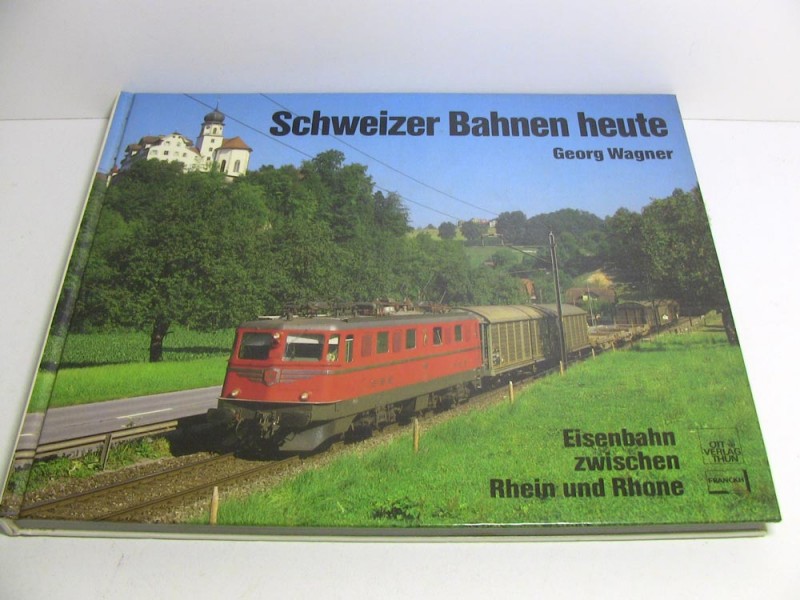 Schweizer Bahnen heute
Georg Wagner
Eisenbahn
zwischen
Rhein und Rhone
OTT
VERLAG
THUN
FRANCKH